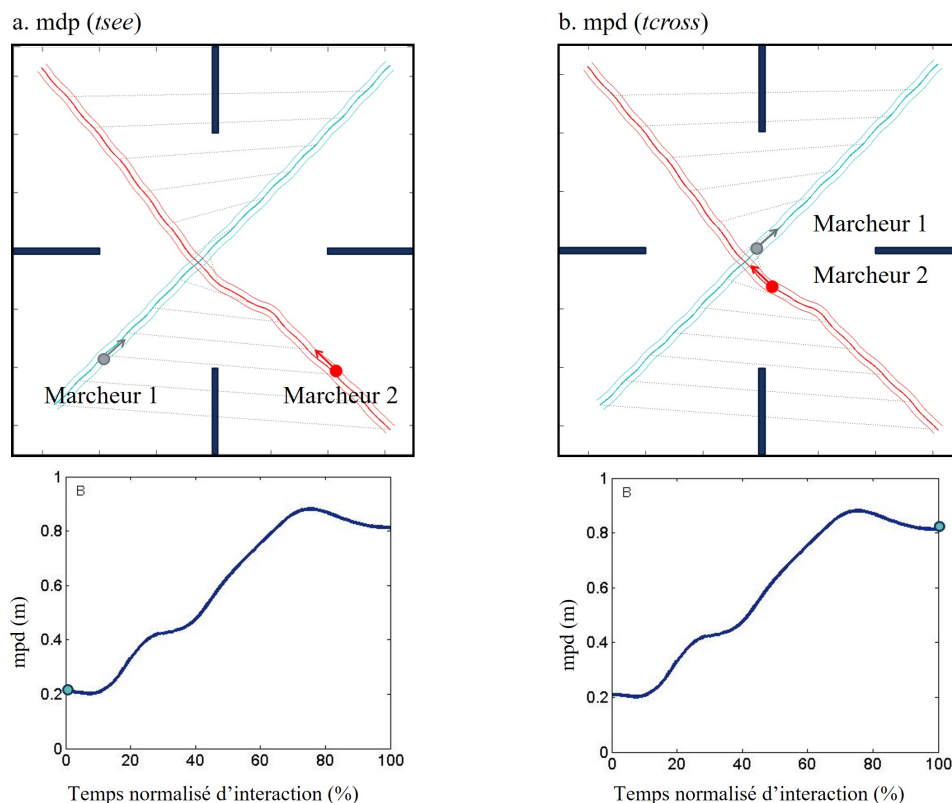 a. mdp (tsee)
Marcheur 1
Marcheur 2
B
1
0.8
0.6
0.4
0.2
0
mpd (m)
0 20 40 60 80 100
Temps normalisé d’interaction (%)
b. mpd (tcross)
Marcheur 1
Marcheur 2
B
1
0.8
0.6
0.4
0.2
0
mpd (m)
0 20 40 60 80 100
Temps normalisé d’interaction (%)